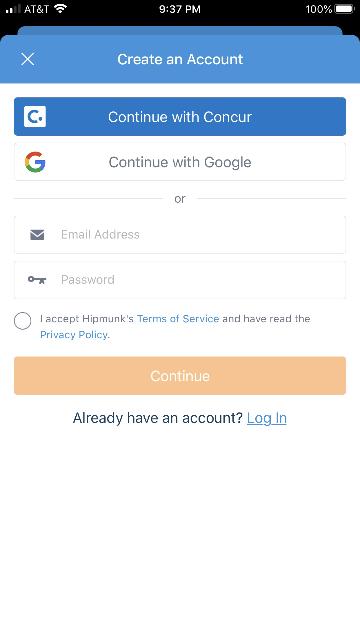 AT&T 9:37 PM 100%
Create an Account
C. Continue with Concur
G Continue with Google
or
Email Address
Password
I accept Hipmunk's Terms of Service and have read the
Privacy Policy.
Continue
Already have an account? Log In